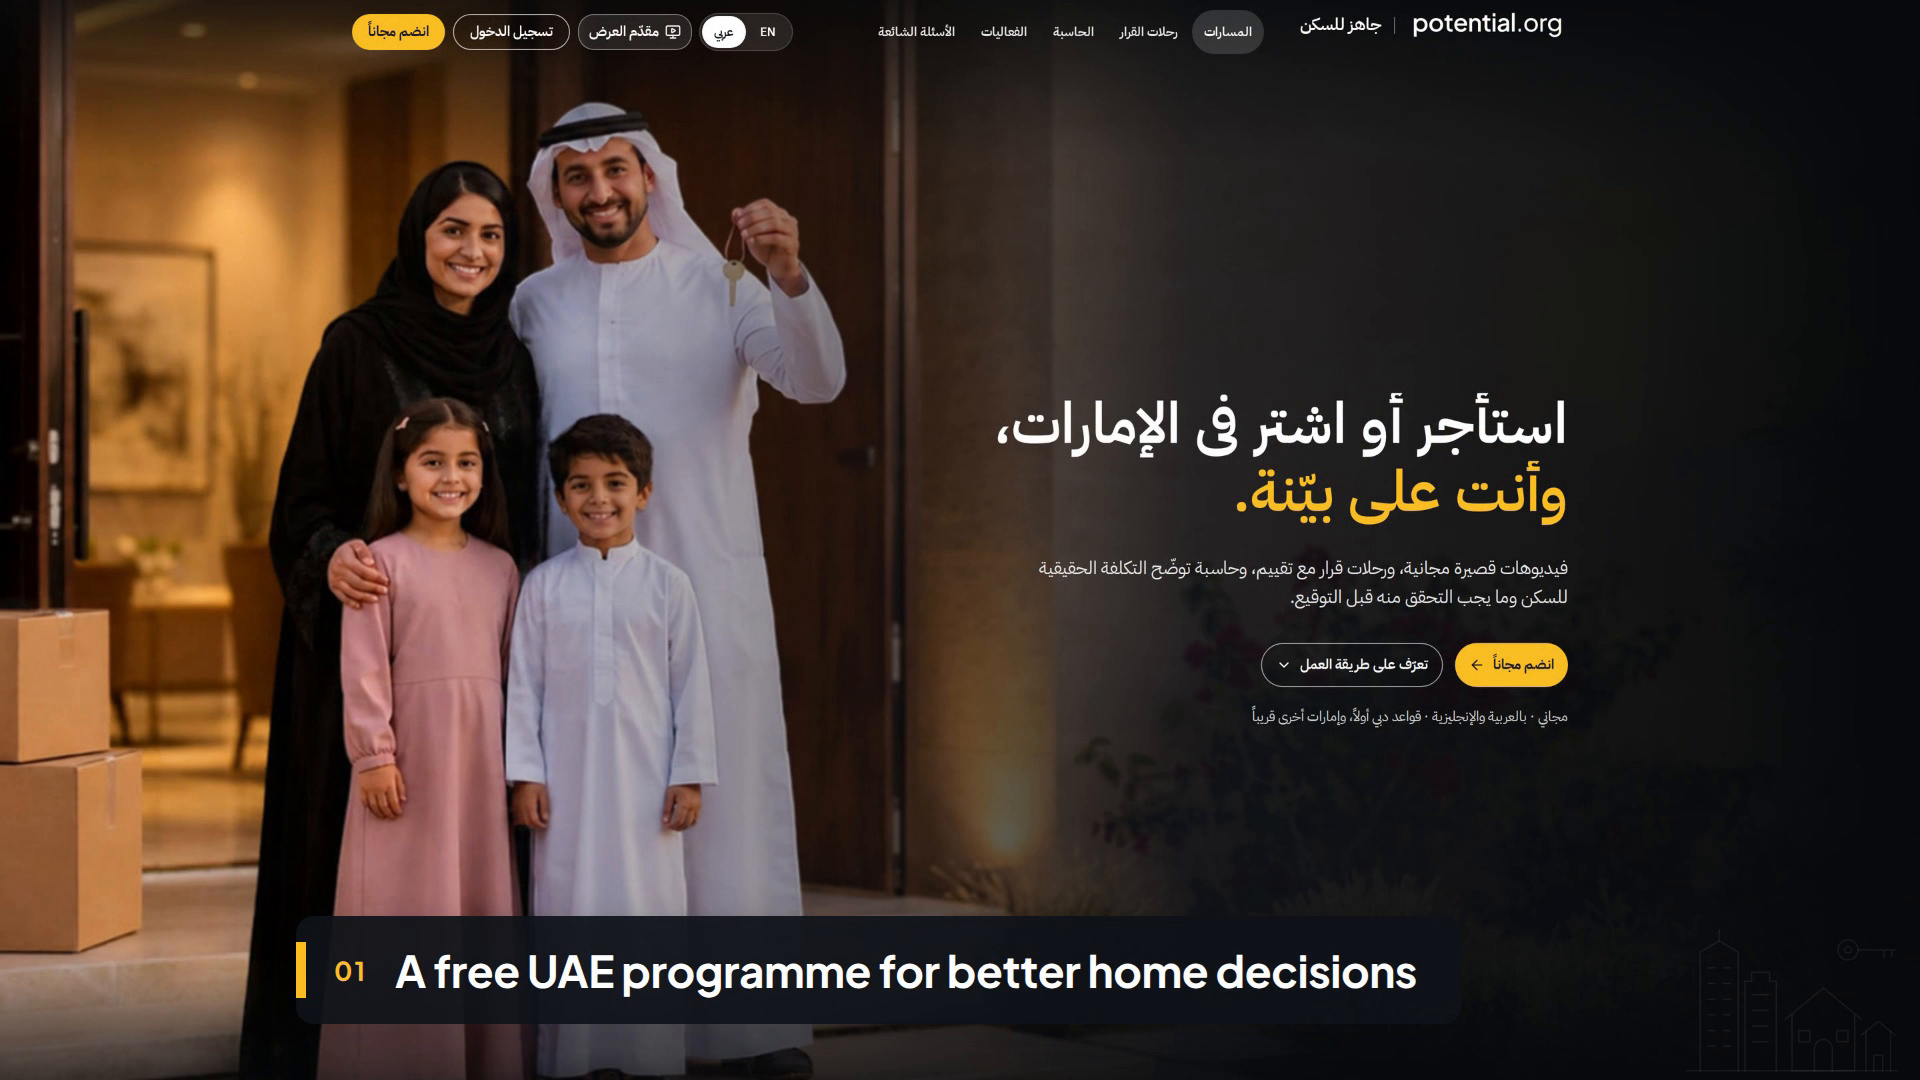 potential.org | جاهز للسكن
المسارات
رحلات القرار
الحاسبة
الفعاليات
الأسئلة الشائعة
EN
عربي
مقدّم العرض
تسجيل الدخول
انضم مجاناً
استأجر أو اشترِ في الإمارات،
وأنت على بيّنة.
فيديوهات قصيرة مجانية، ورحلات قرار مع تقييم، وحاسبة توضّح التكلفة الحقيقية
للسكن وما يجب التحقق منه قبل التوقيع.
انضم مجاناً
تعرّف على طريقة العمل
مجاني · بالعربية والإنجليزية · قواعد دبي أولاً، وإمارات أخرى قريباً
01 A free UAE programme for better home decisions